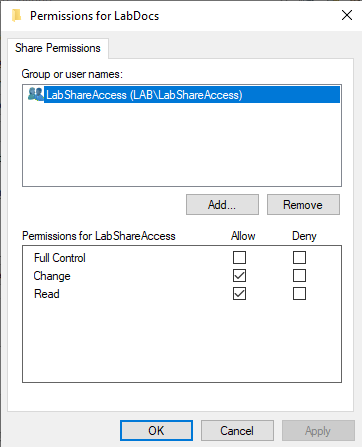 Permissions for LabDocs
Share Permissions
Group or user names:
LabShareAccess (LAB\LabShareAccess)
Add...
Remove
Permissions for LabShareAccess Allow Deny
Full Control
Change
Read
OK
Cancel
Apply